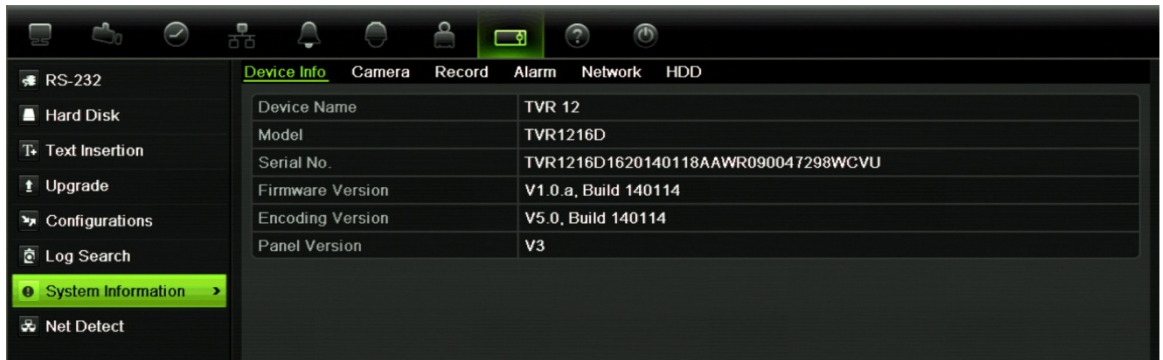 RS-232
Hard Disk
Text Insertion
Upgrade
Configurations
Log Search
System Information
Net Detect
Device Info Camera Record Alarm Network HDD
Device Name TVR 12
Model TVR1216D
Serial No. TVR1216D1620140118AAWR090047298WCVU
Firmware Version V1.0.a, Build 140114
Encoding Version V5.0, Build 140114
Panel Version V3